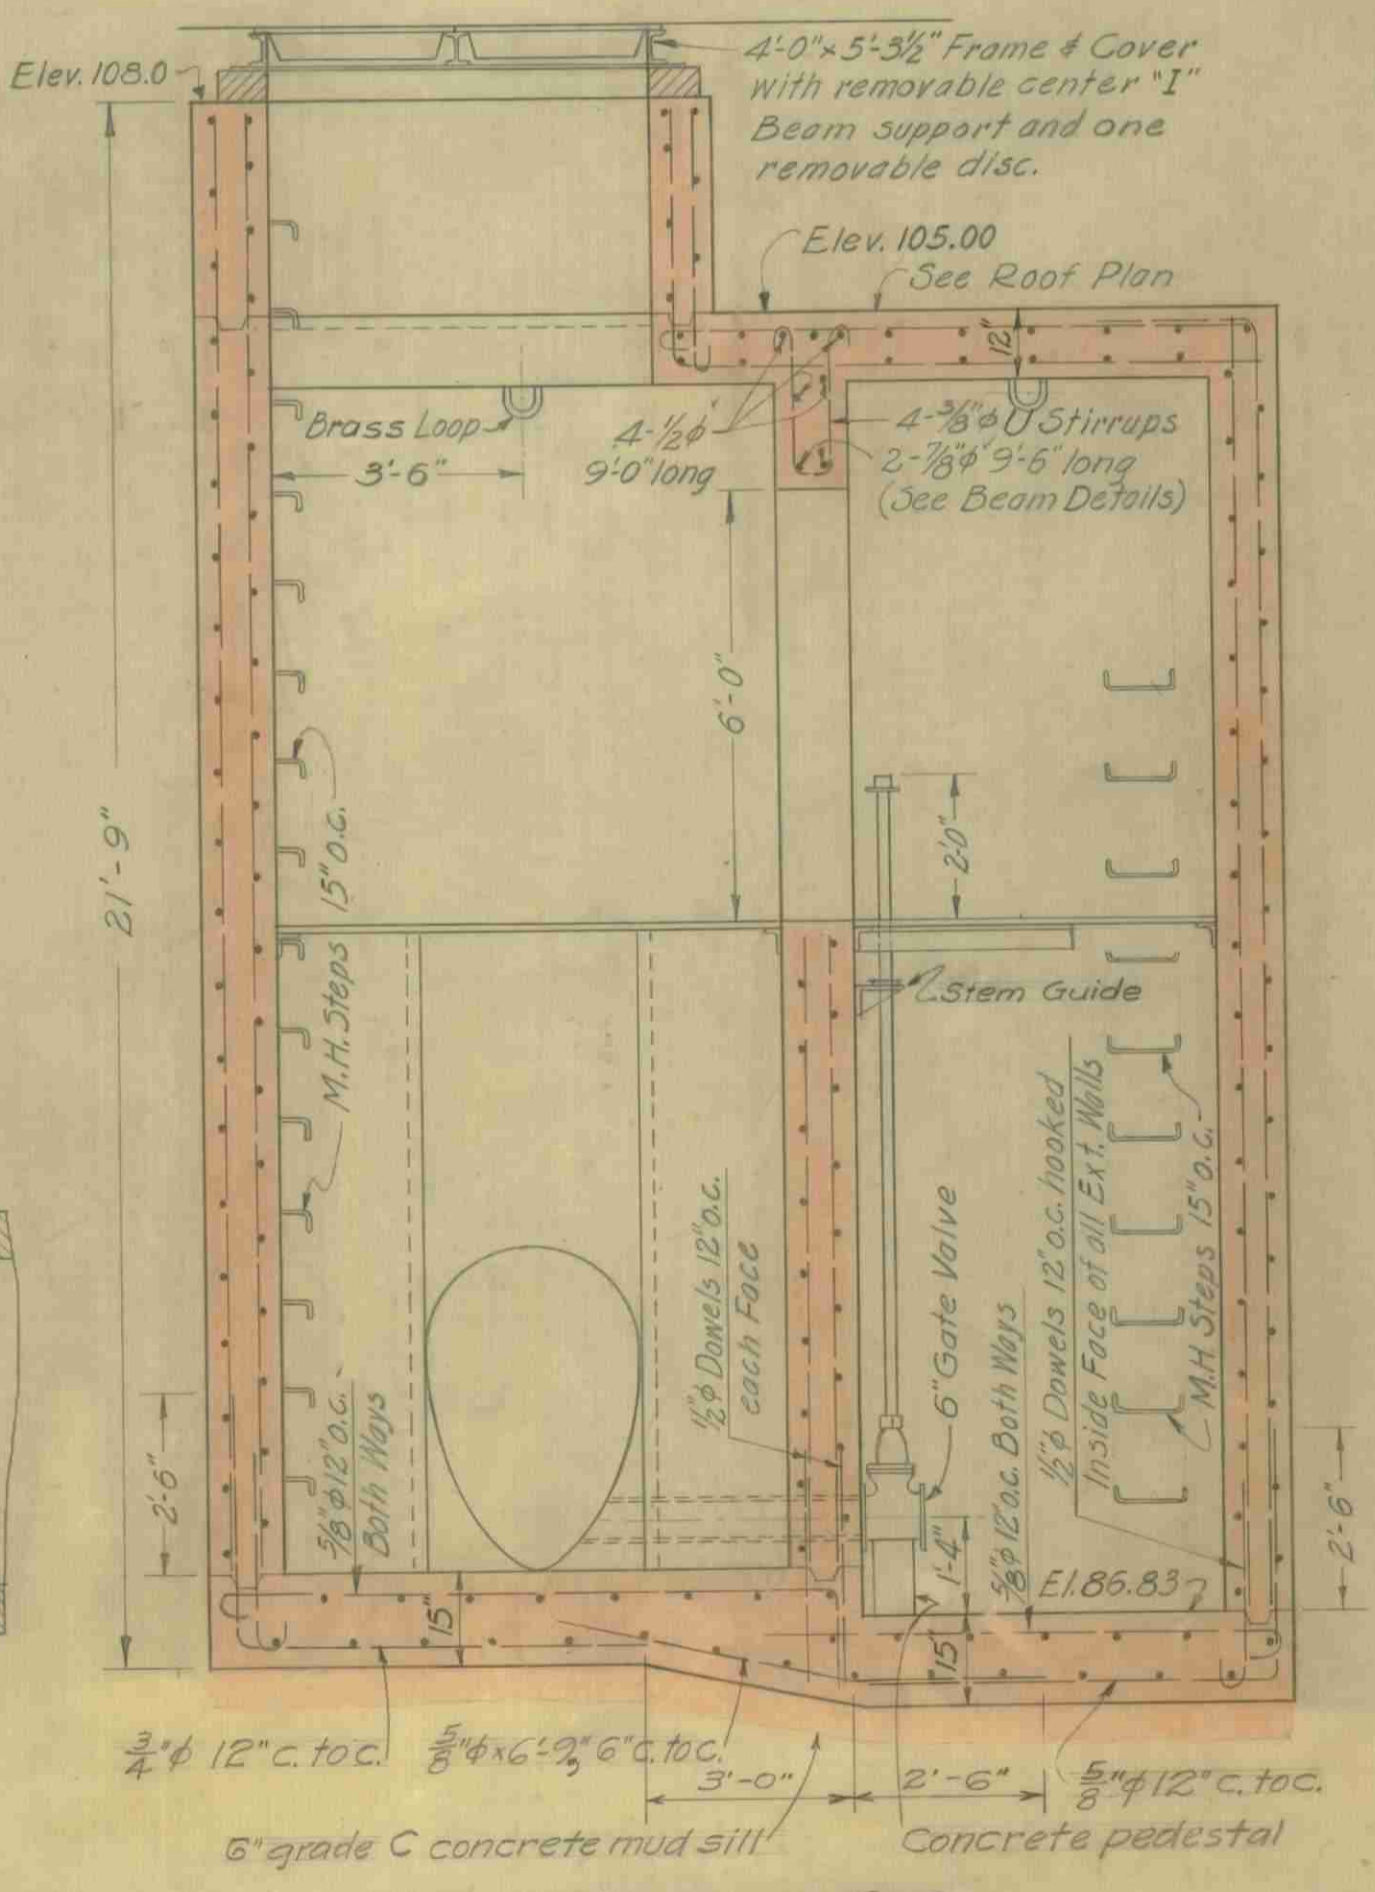 Elev. 108.0
4'-0"x5'-3½" Frame & Cover
with removable center "I"
Beam support and one
removable disc.
Elev. 105.00
See Roof Plan
12"
Brass Loop
3'-6"
4-½"ϕ
9'-0" long
4-⅜"ϕ U Stirrups
2-⅞"ϕ 9'-6" long
(See Beam Details)
6'-0"
2'-0"
21'-9"
M.H. Steps 15" o.c.
Stem Guide
½"ϕ Dowels 12" o.c.
each Face
6" Gate Valve
⅝"ϕ 12" o.c. Both Ways
½"ϕ Dowels 12" o.c. hooked
Inside Face of all Ext. Walls
M.H. Steps 15" o.c.
2'-6"
⅝"ϕ 12" o.c.
Both Ways
15"
1'-4"
El. 86.83
15"
2'-6"
¾"ϕ 12" c. to c.
⅝"ϕ x 6'-9", 6" c. to c.
3'-0"
2'-6"
⅝"ϕ 12" c. to c.
6" grade C concrete mud sill
Concrete pedestal